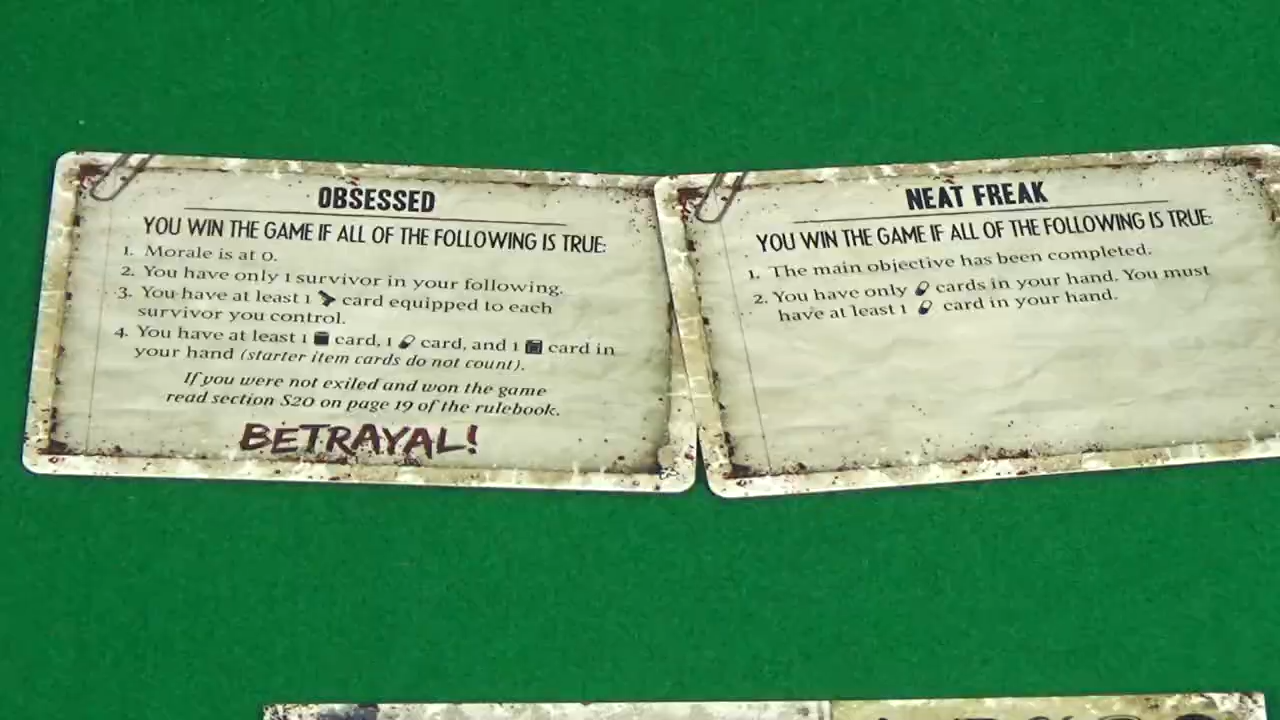 OBSESSED
YOU WIN THE GAME IF ALL OF THE FOLLOWING IS TRUE:
1. Morale is at 0.
2. You have only 1 survivor in your following.
3. You have at least 1 card equipped to each
survivor you control.
4. You have at least 1 card, 1 card, and 1 card in
your hand (starter item cards do not count).
If you were not exiled and won the game
read section S20 on page 19 of the rulebook.
BETRAYAL!
NEAT FREAK
YOU WIN THE GAME IF ALL OF THE FOLLOWING IS TRUE:
1. The main objective has been completed.
2. You have only cards in your hand. You must
have at least 1 card in your hand.